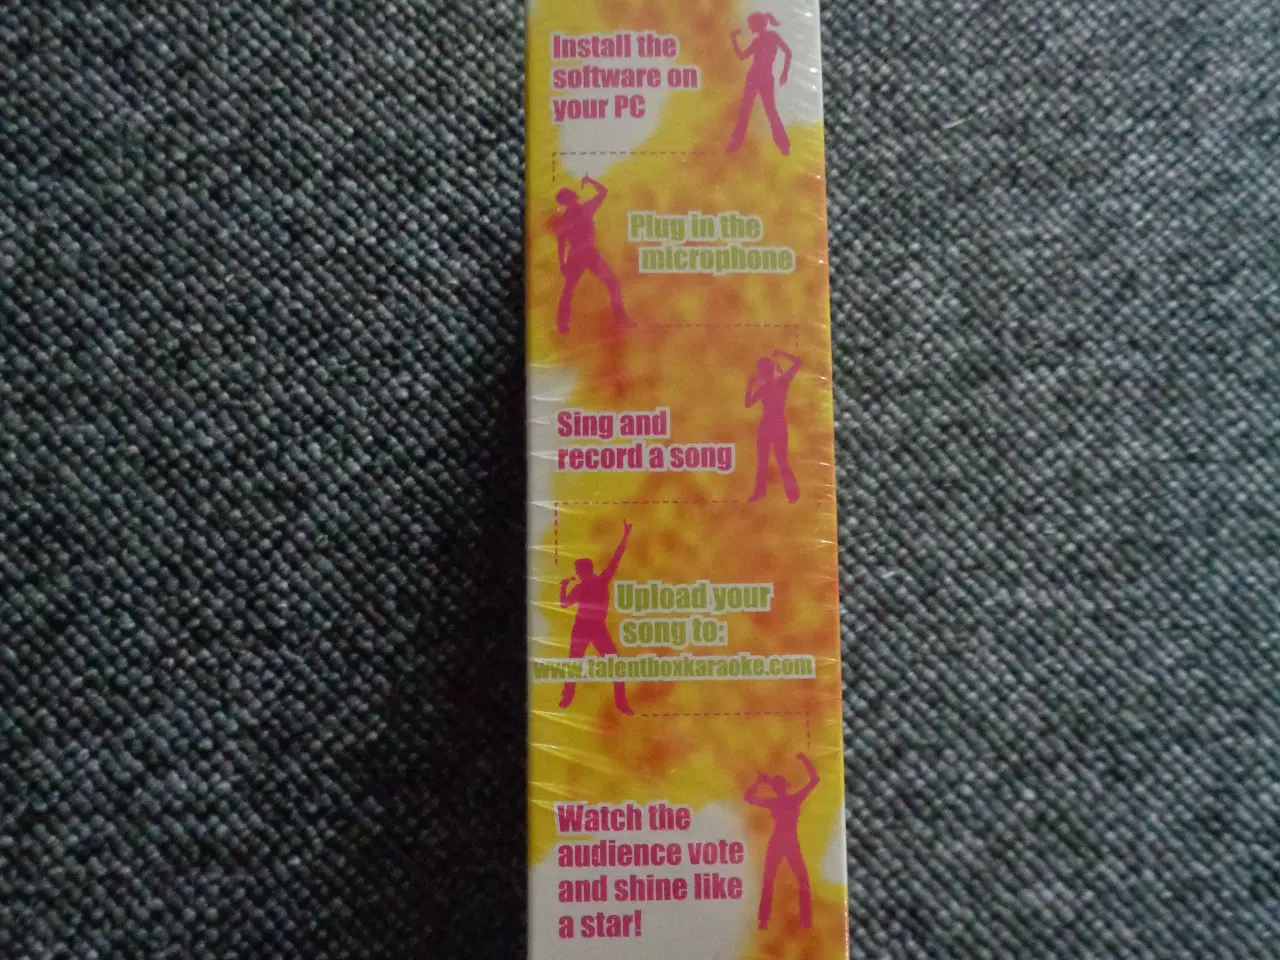 Install the
software on
your PC
Plug in the
microphone
Sing and
record a song
Upload your
song to:
www.talentboxkaraoke.com
Watch the
audience vote
and shine like
a star!